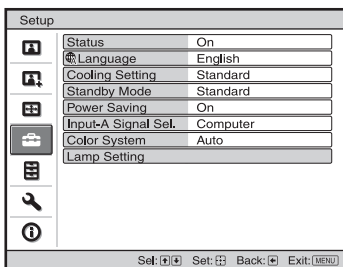 Setup
Status On
Language English
Cooling Setting Standard
Standby Mode Standard
Power Saving On
Input-A Signal Sel. Computer
Color System Auto
Lamp Setting
Sel: Set: Back: Exit: MENU